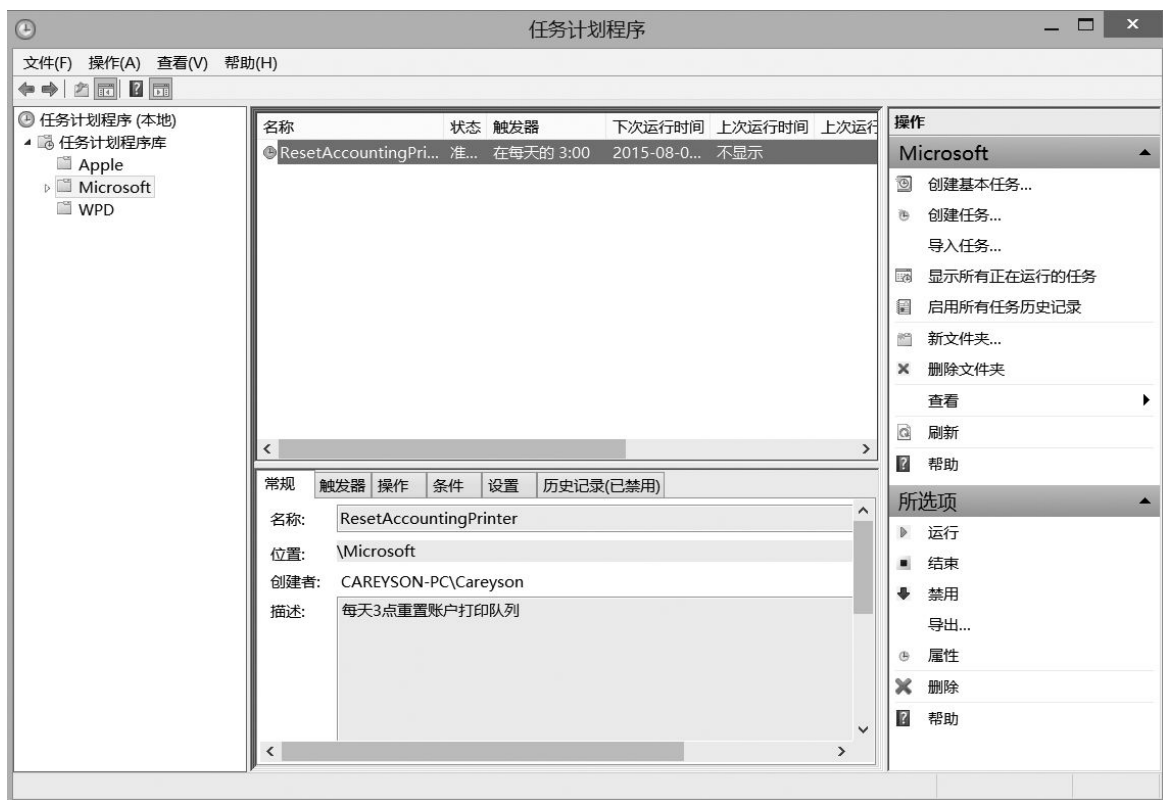 任务计划程序
文件(F) 操作(A) 查看(V) 帮助(H)
任务计划程序 (本地)
任务计划程序库
Apple
Microsoft
WPD
名称 状态 触发器 下次运行时间 上次运行时间 上次运行
ResetAccountingPri... 准... 在每天的 3:00 2015-08-0... 不显示
常规 触发器 操作 条件 设置 历史记录(已禁用)
名称: ResetAccountingPrinter
位置: \Microsoft
创建者: CAREYSON-PC\Careyson
描述: 每天3点重置账户打印队列
操作
Microsoft
创建基本任务...
创建任务...
导入任务...
显示所有正在运行的任务
启用所有任务历史记录
新文件夹...
删除文件夹
查看
刷新
帮助
所选项
运行
结束
禁用
导出...
属性
删除
帮助